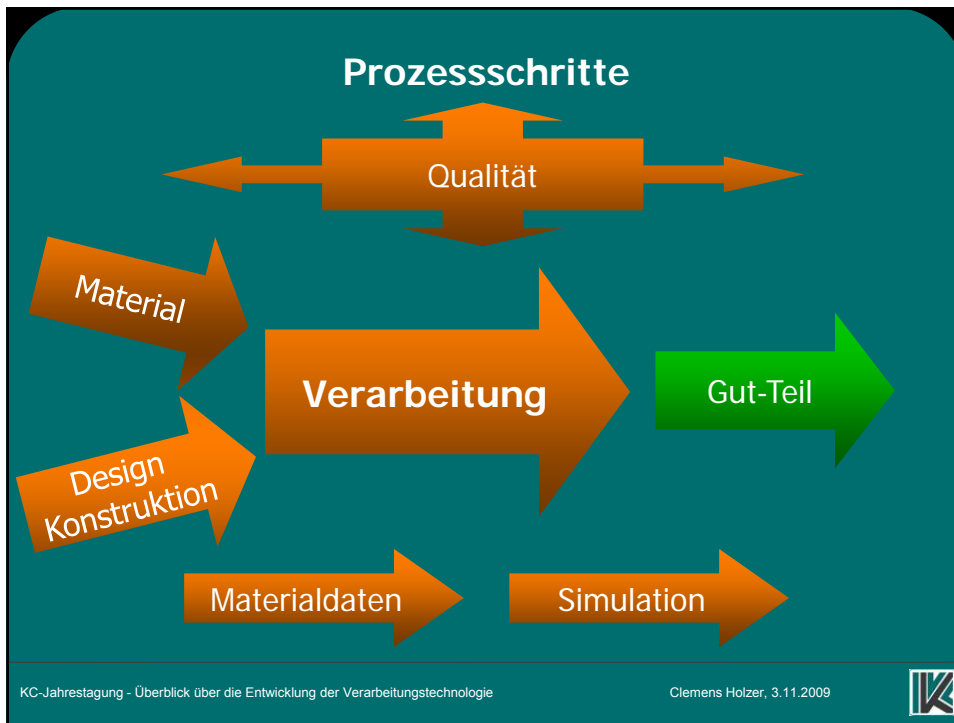 Prozessschritte
Qualität
Material
Verarbeitung
Gut-Teil
Design
Konstruktion
Materialdaten
Simulation
KC-Jahrestagung - Überblick über die Entwicklung der Verarbeitungstechnologie
Clemens Holzer, 3.11.2009